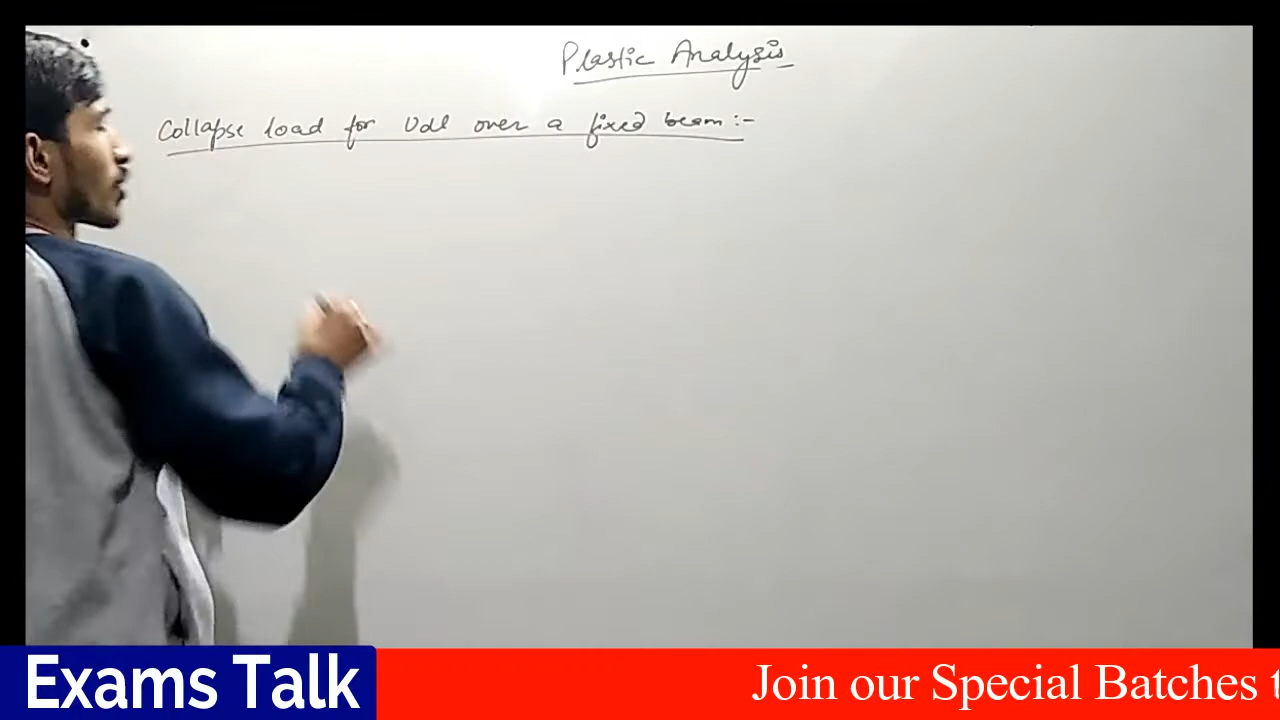 Plastic Analysis
Collapse load for Udl over a fixed beam :-
Exams Talk
Join our Special Batches t